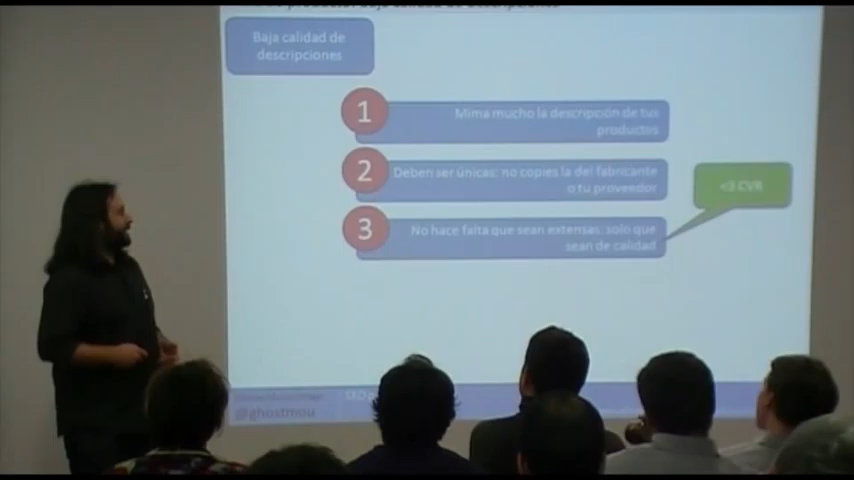 Baja calidad de
descripciones
1
Mima mucho la descripción de tus
productos
2
Deben ser únicas: no copies la del fabricante
o tu proveedor
3
No hace falta que sean extensas: solo que
sean de calidad
<3 CVR
@ghostmou